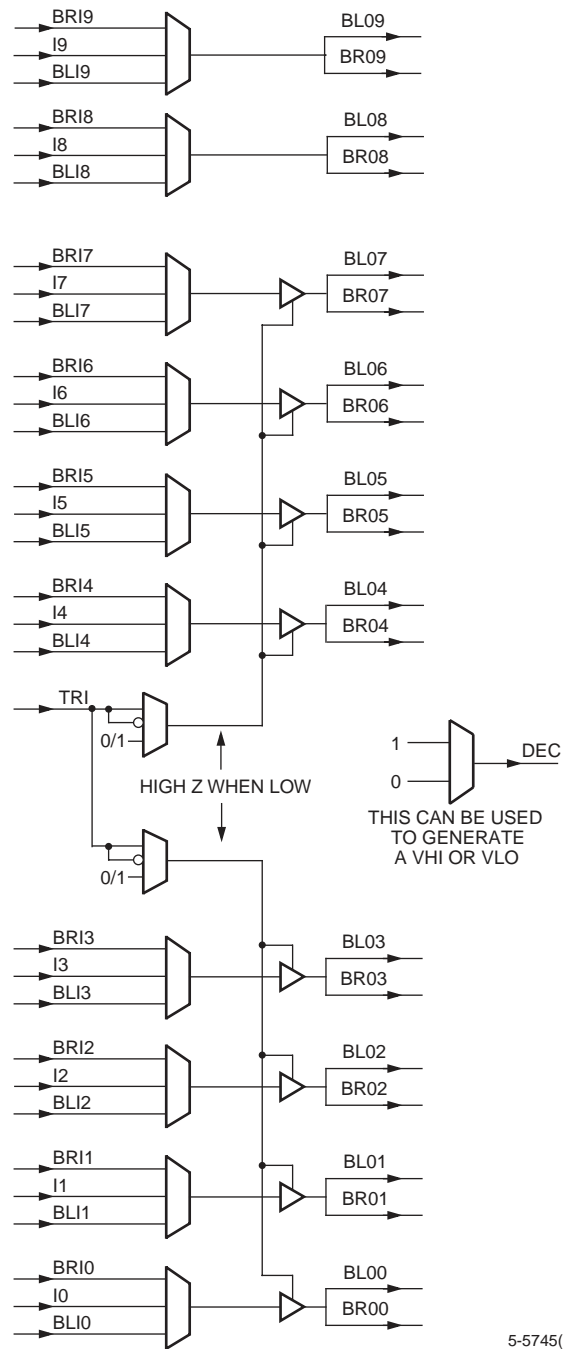 BRI9
I9
BLI9
BL09
BR09
BRI8
I8
BLI8
BL08
BR08
BRI7
I7
BLI7
BL07
BR07
BRI6
I6
BLI6
BL06
BR06
BRI5
I5
BLI5
BL05
BR05
BRI4
I4
BLI4
BL04
BR04
TRI
0/1
HIGH Z WHEN LOW
1
0
DEC
THIS CAN BE USED
TO GENERATE
A VHI OR VLO
0/1
BRI3
I3
BLI3
BL03
BR03
BRI2
I2
BLI2
BL02
BR02
BRI1
I1
BLI1
BL01
BR01
BRI0
I0
BLI0
BL00
BR00
5-5745(